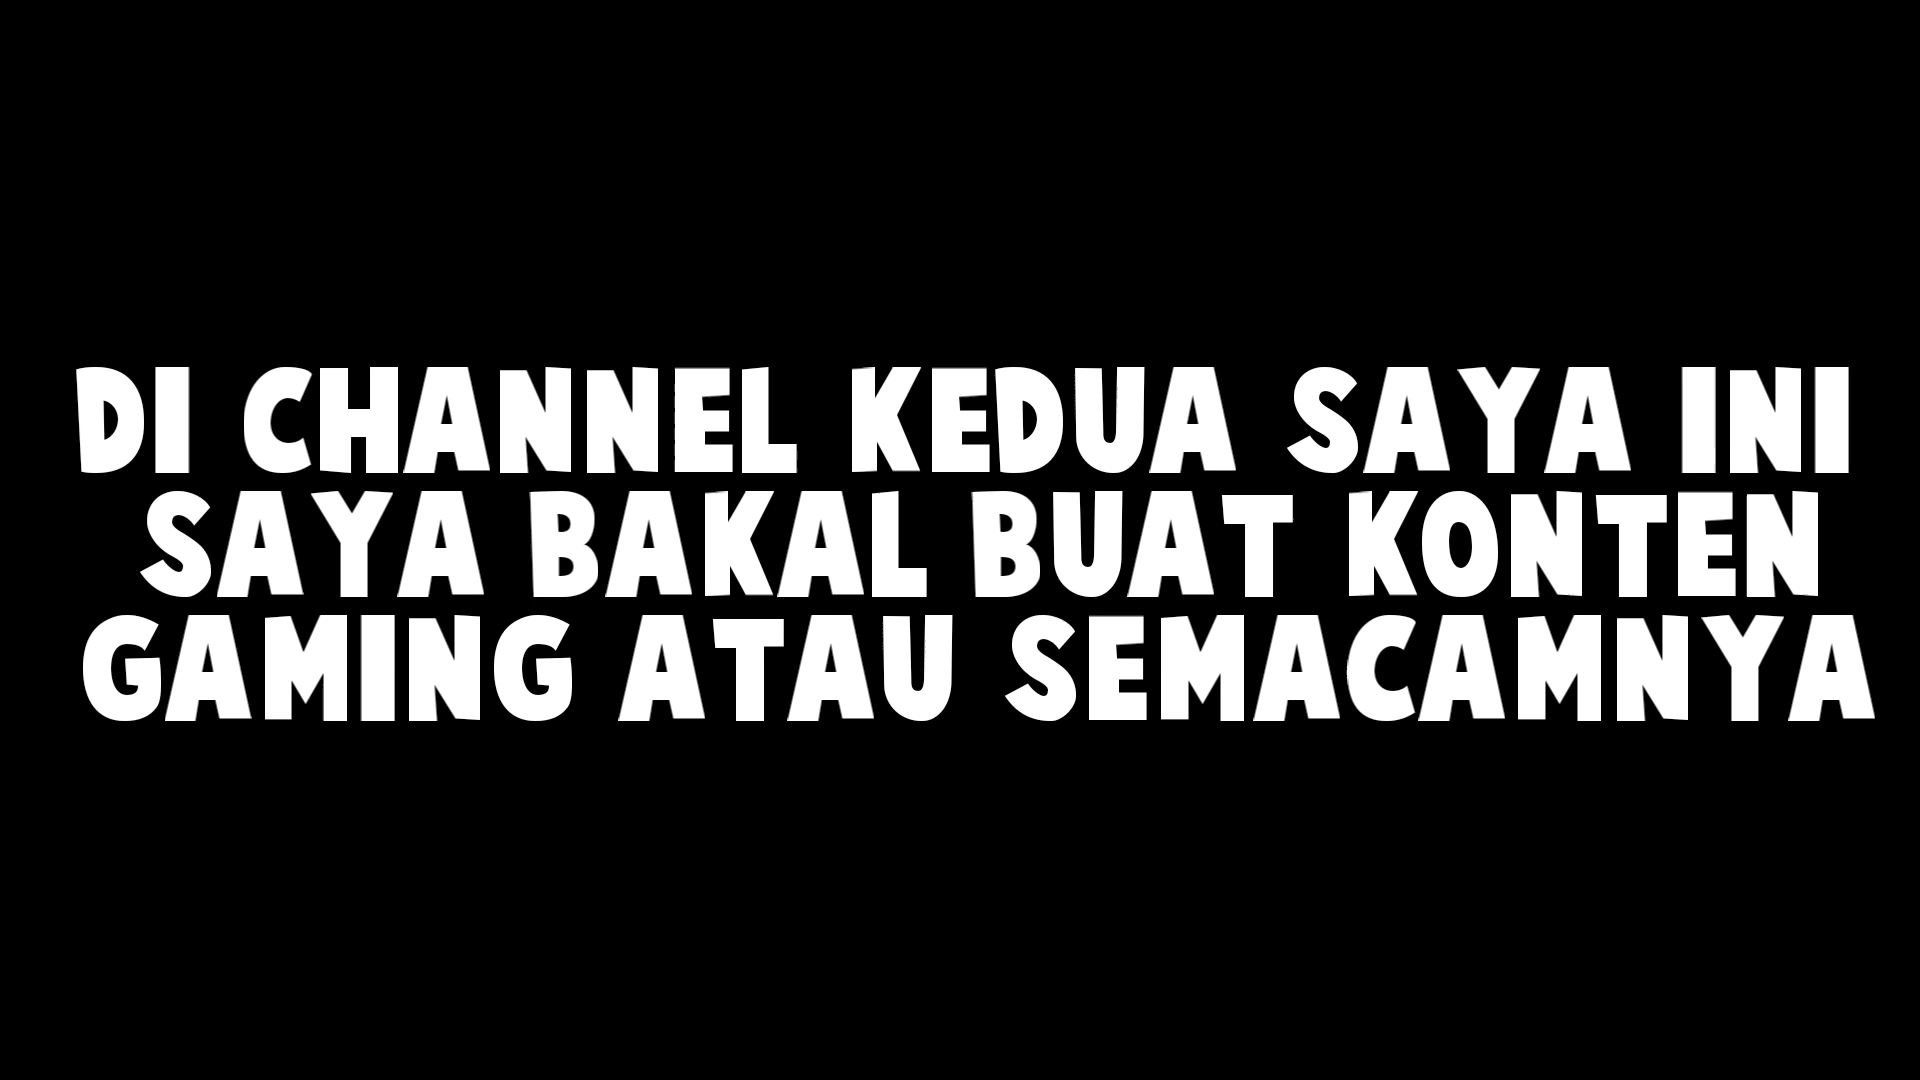 DI CHANNEL KEDUA SAYA INI
SAYA BAKAL BUAT KONTEN
GAMING ATAU SEMACAMNYA